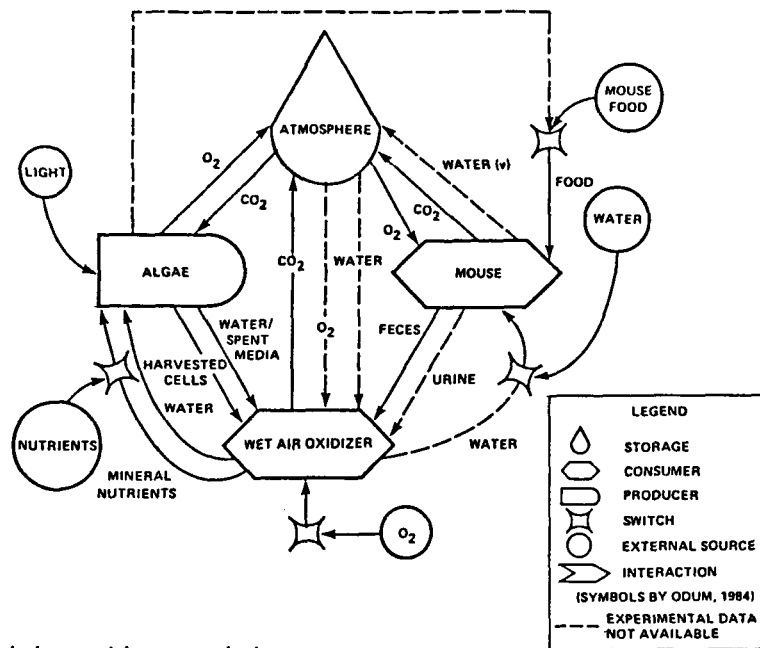 MOUSE
FOOD
ATMOSPHERE
O2
WATER (v)
LIGHT
FOOD
CO2
CO2
WATER
O2
ALGAE
CO2
WATER
MOUSE
WATER/
SPENT
MEDIA
O2
FECES
HARVESTED
CELLS
URINE
WATER
LEGEND
NUTRIENTS
WET AIR OXIDIZER
WATER
STORAGE
MINERAL
NUTRIENTS
CONSUMER
PRODUCER
SWITCH
O2
EXTERNAL SOURCE
INTERACTION
(SYMBOLS BY ODUM, 1984)
EXPERIMENTAL DATA
NOT AVAILABLE